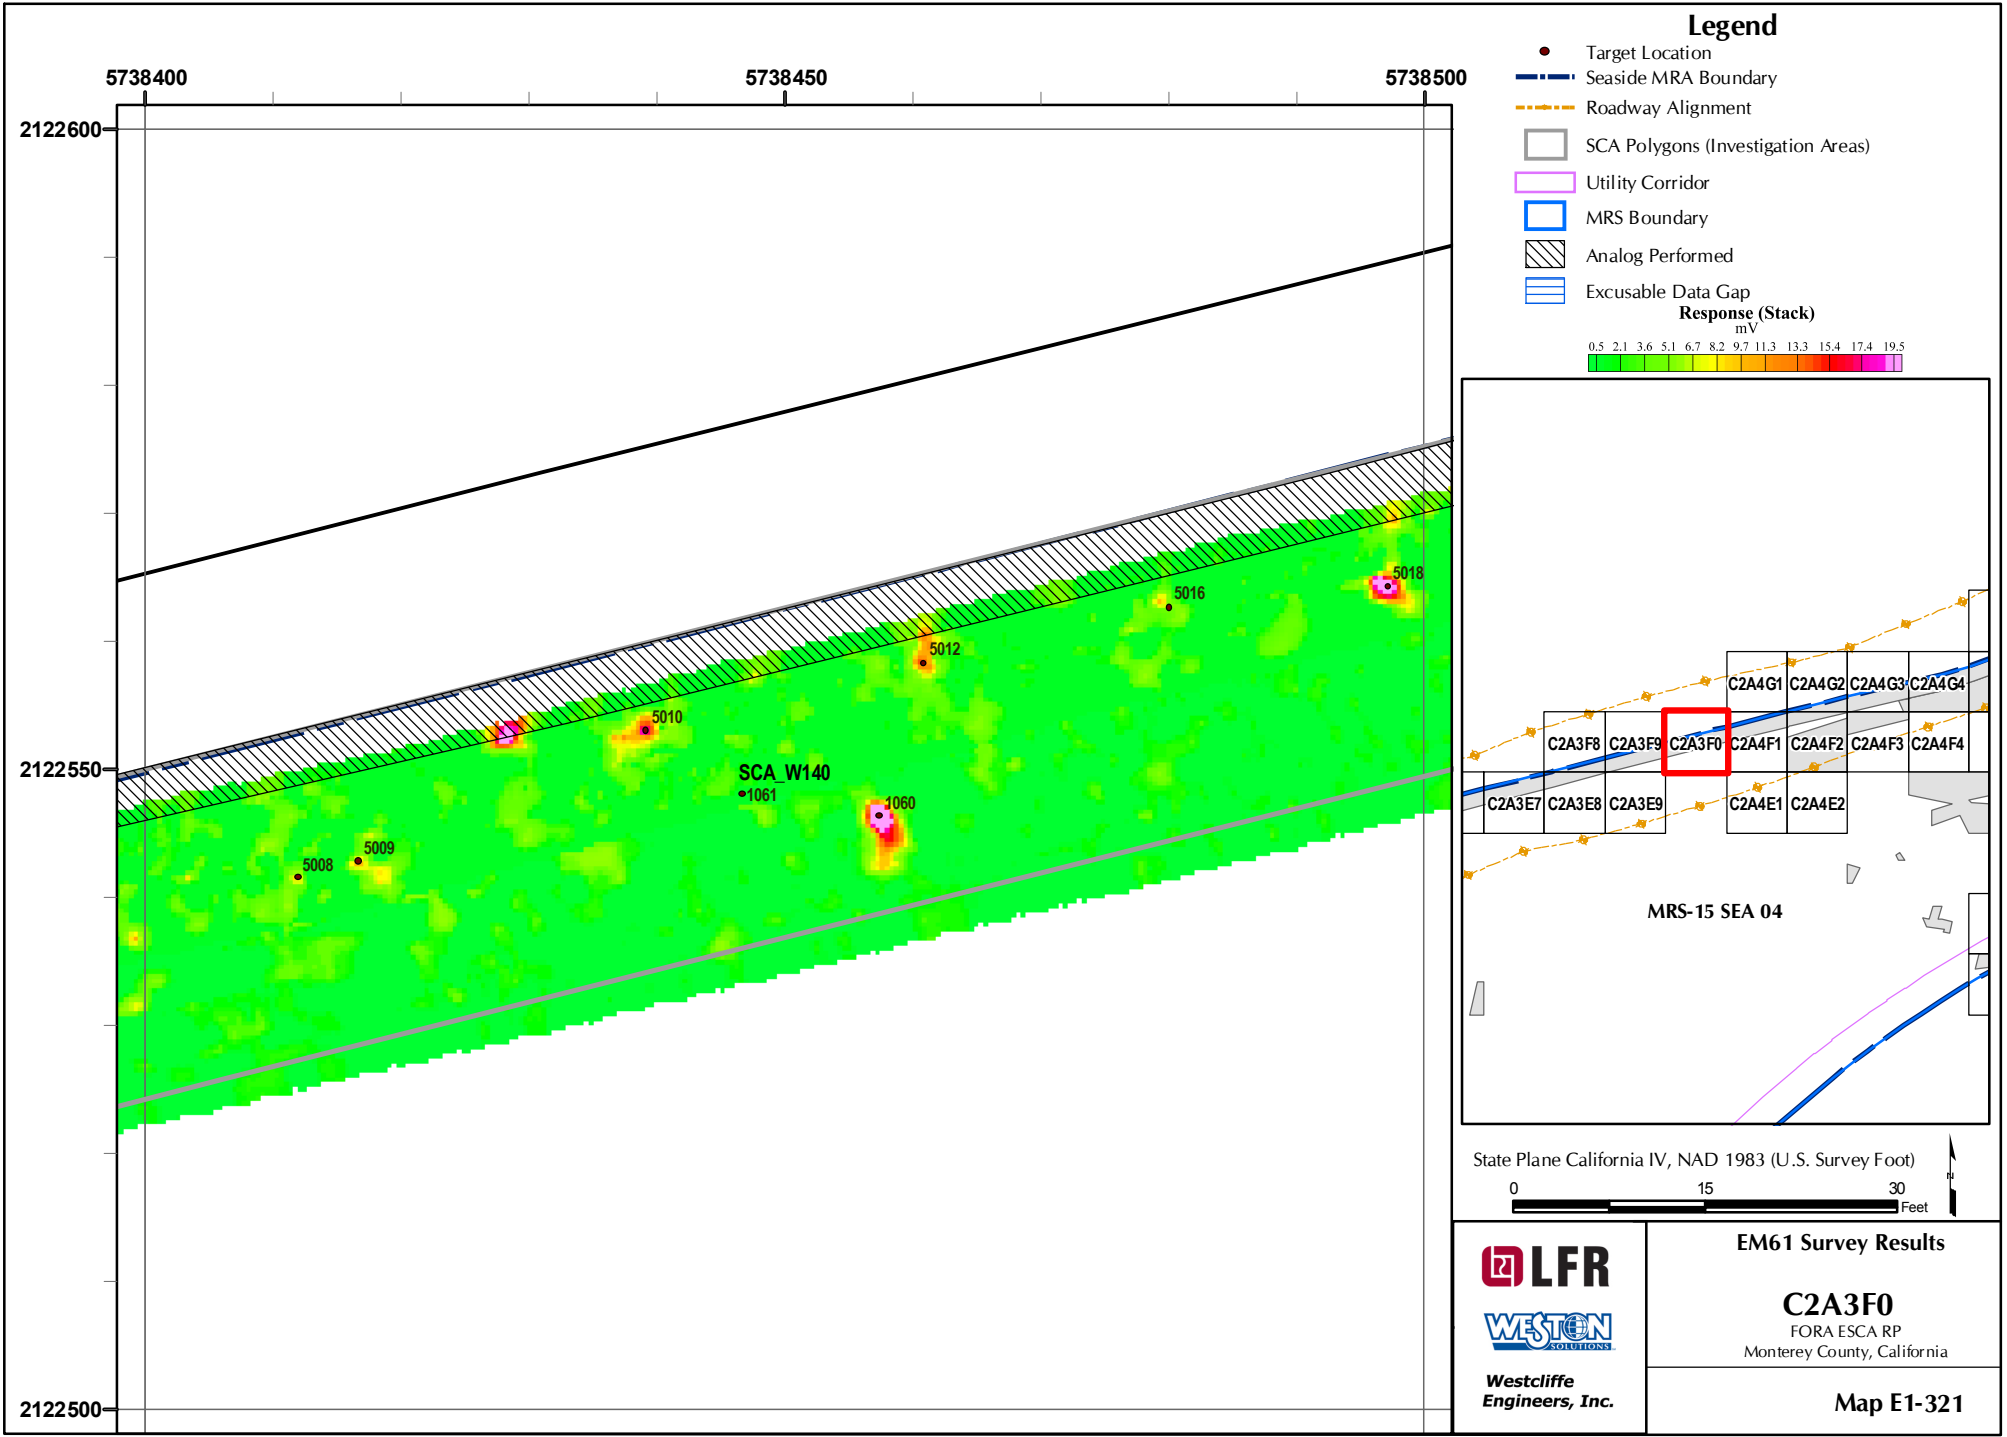 5738400
5738450
5738500
2122600
2122550
2122500
5018
5016
5012
5010
SCA_W140
1061
1060
5009
5008
Legend
Target Location
Seaside MRA Boundary
Roadway Alignment
SCA Polygons (Investigation Areas)
Utility Corridor
MRS Boundary
Analog Performed
Excusable Data Gap
Response (Stack)
mV
0.5 2.1 3.6 5.1 6.7 8.2 9.7 11.3 13.3 15.4 17.4 19.5
C2A4G1 C2A4G2 C2A4G3 C2A4G4
C2A3F8 C2A3F9 C2A3F0 C2A4F1 C2A4F2 C2A4F3 C2A4F4
C2A3E7 C2A3E8 C2A3E9 C2A4E1 C2A4E2
MRS-15 SEA 04
State Plane California IV, NAD 1983 (U.S. Survey Foot)
N
0 15 30
Feet
LFR
WESTON
SOLUTIONS
Westcliffe
Engineers, Inc.
EM61 Survey Results
C2A3F0
FORA ESCA RP
Monterey County, California
Map E1-321